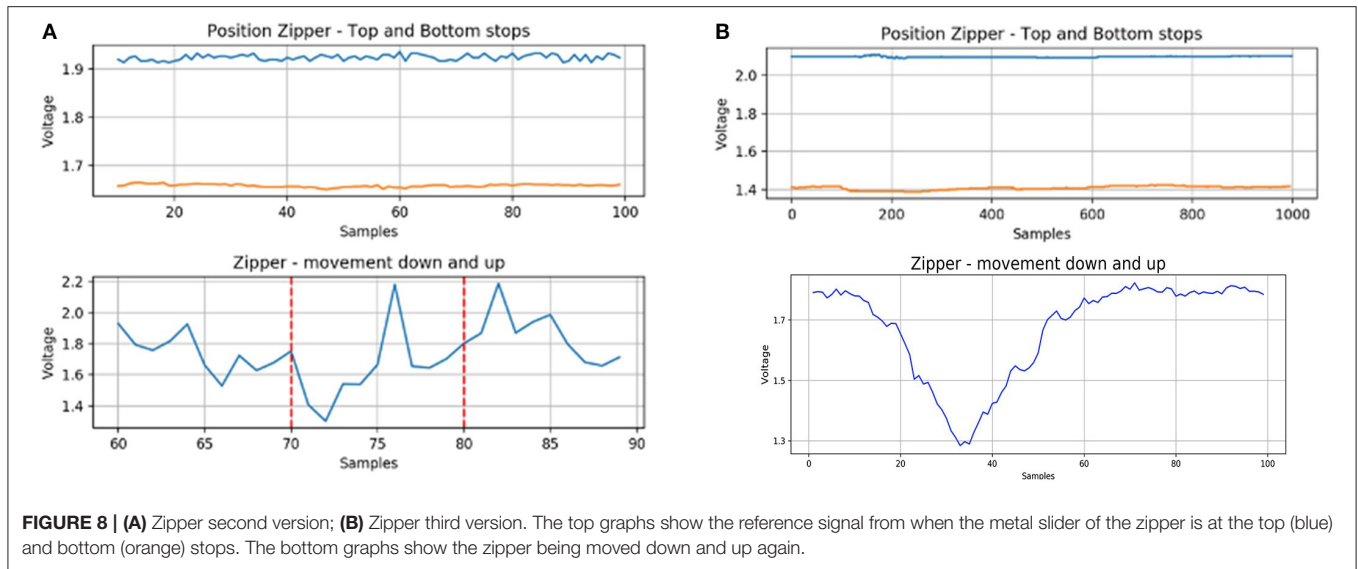 A
Position Zipper - Top and Bottom stops
Voltage
1.9
1.8
1.7
20 40 60 80 100
Samples
Zipper - movement down and up
Voltage
2.2
2.0
1.8
1.6
1.4
60 65 70 75 80 85 90
Samples
B
Position Zipper - Top and Bottom stops
Voltage
2.0
1.8
1.6
1.4
0 200 400 600 800 1000
Samples
Zipper - movement down and up
Voltage
1.7
1.5
1.3
0 20 40 60 80 100
Samples
FIGURE 8 | (A) Zipper second version; (B) Zipper third version. The top graphs show the reference signal from when the metal slider of the zipper is at the top (blue)
and bottom (orange) stops. The bottom graphs show the zipper being moved down and up again.